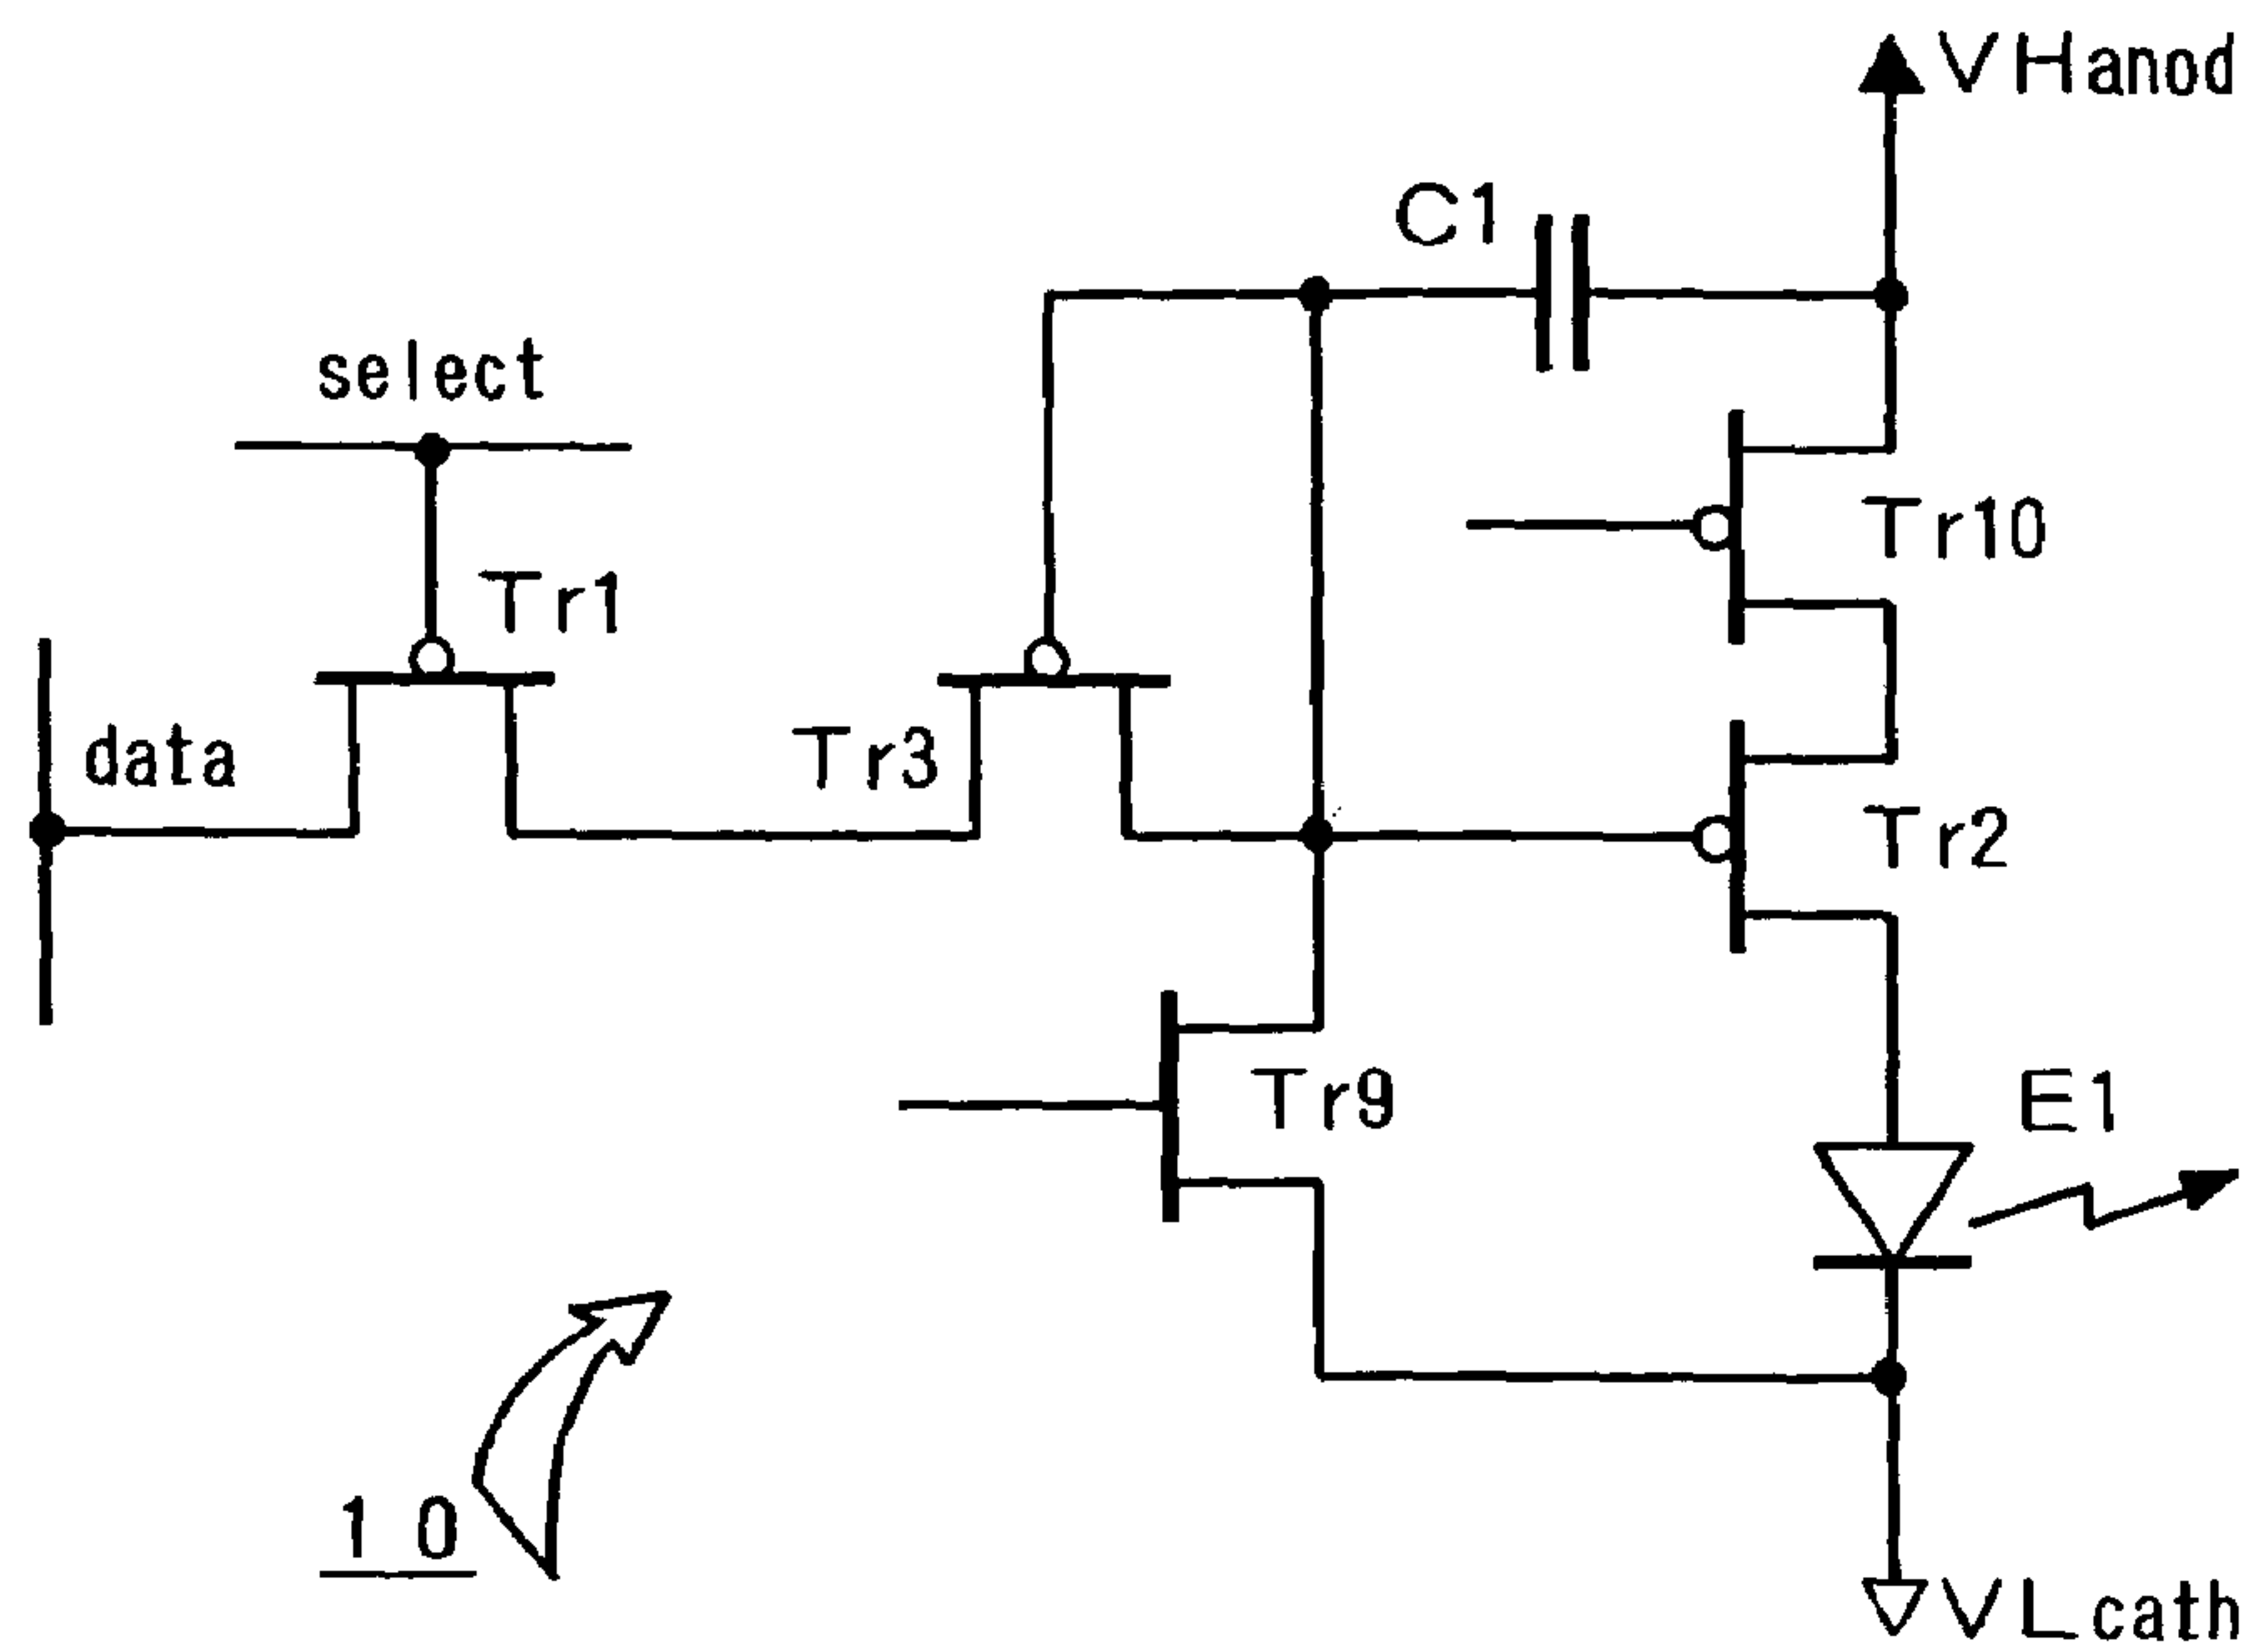 VHanod
C1
select
Tr10
Tr1
data
Tr3
Tr2
Tr9
E1
10
VLcath